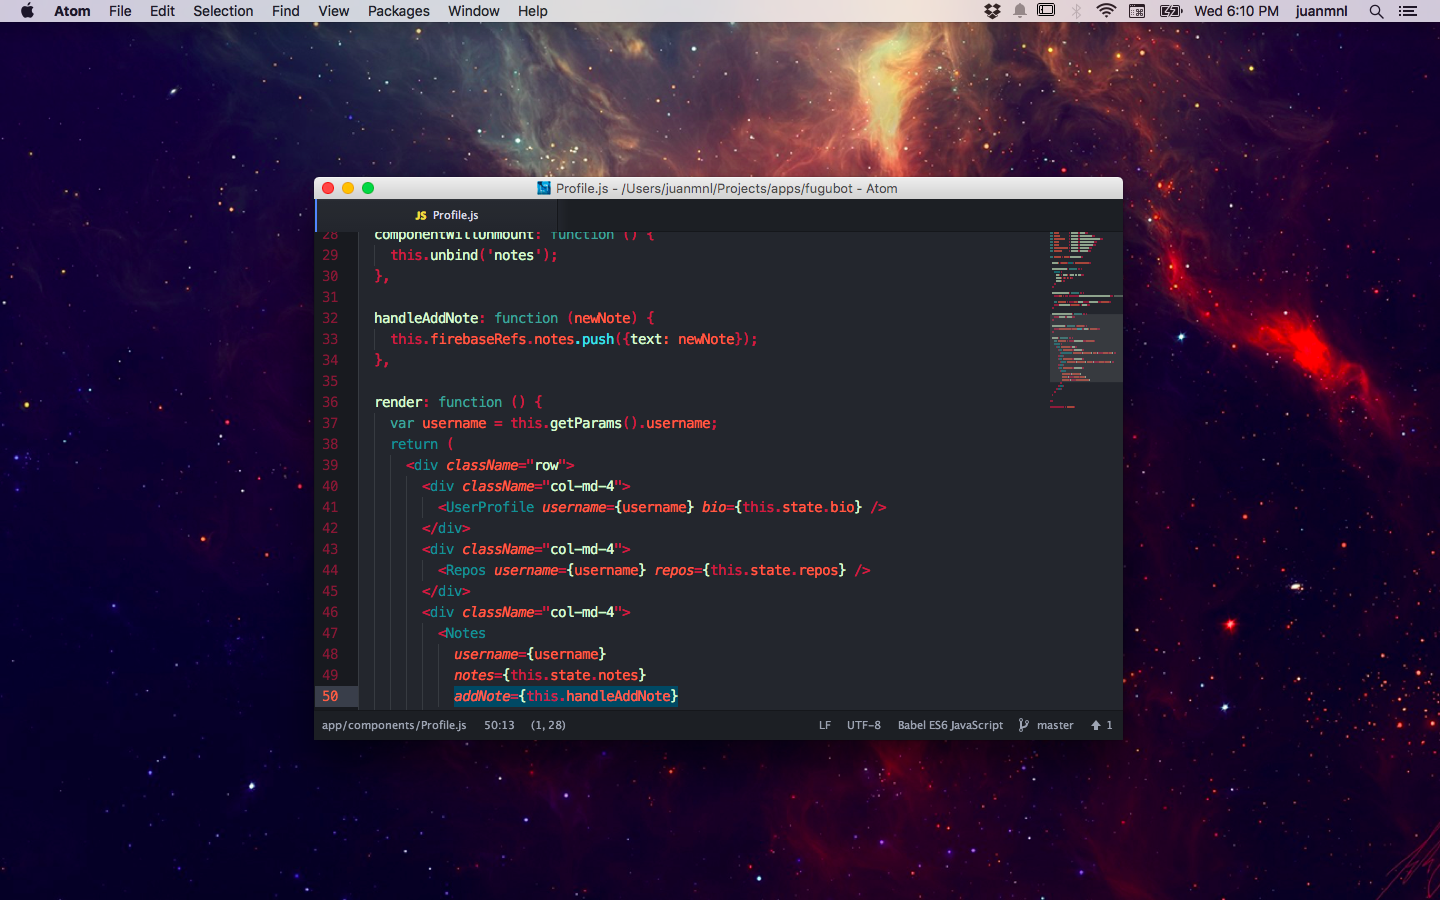 Atom File Edit Selection Find View Packages Window Help Wed 6:10 PM juanmnl
Profile.js - /Users/juanmnl/Projects/apps/fugubot - Atom
JS Profile.js
28 componentWillUnmount: function () {
29 this.unbind('notes');
30 },
31
32 handleAddNote: function (newNote) {
33 this.firebaseRefs.notes.push({text: newNote});
34 },
35
36 render: function () {
37 var username = this.getParams().username;
38 return (
39 <div className="row">
40 <div className="col-md-4">
41 <UserProfile username={username} bio={this.state.bio} />
42 </div>
43 <div className="col-md-4">
44 <Repos username={username} repos={this.state.repos} />
45 </div>
46 <div className="col-md-4">
47 <Notes
48 username={username}
49 notes={this.state.notes}
50 addNote={this.handleAddNote}
app/components/Profile.js 50:13 (1, 28) LF UTF-8 Babel ES6 JavaScript master 1